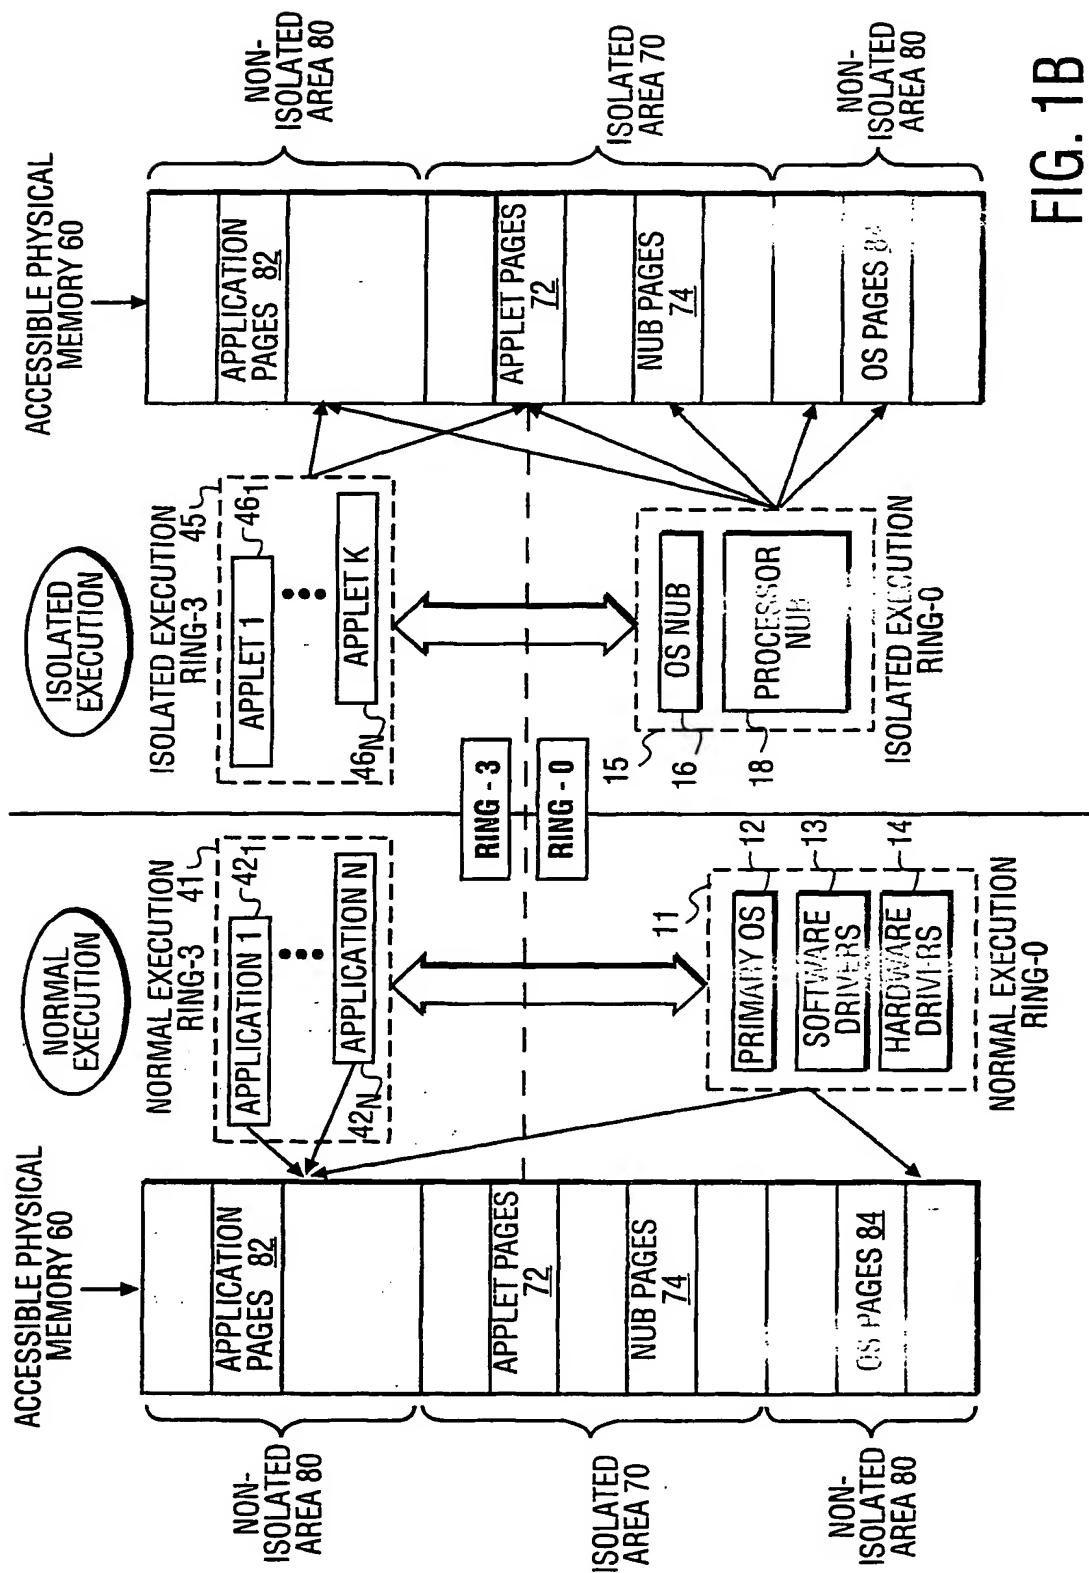 ACCESSIBLE PHYSICAL
MEMORY 60
NON-
ISOLATED
AREA 80
APPLICATION
PAGES 82
ISOLATED
AREA 70
APPLET PAGES
72
NUB PAGES
74
NON-
ISOLATED
AREA 80
OS PAGES 84
NORMAL
EXECUTION
NORMAL EXECUTION
RING-3
41
APPLICATION 1
42₁
APPLICATION N
42N
RING - 3
RING - 0
11
PRIMARY OS
12
SOFTWARE
DRIVERS
13
HARDWARE
DRIVERS
14
NORMAL EXECUTION
RING-0
ISOLATED
EXECUTION
ISOLATED EXECUTION
RING-3
45
APPLET 1
46₁
APPLET K
46N
15
OS NUB
16
PROCESSOR
NUB
18
ISOLATED EXECUTION
RING-0
ACCESSIBLE PHYSICAL
MEMORY 60
APPLICATION
PAGES 82
NON-
ISOLATED
AREA 80
APPLET PAGES
72
NUB PAGES
74
ISOLATED
AREA 70
OS PAGES 84
NON-
ISOLATED
AREA 80
FIG. 1B